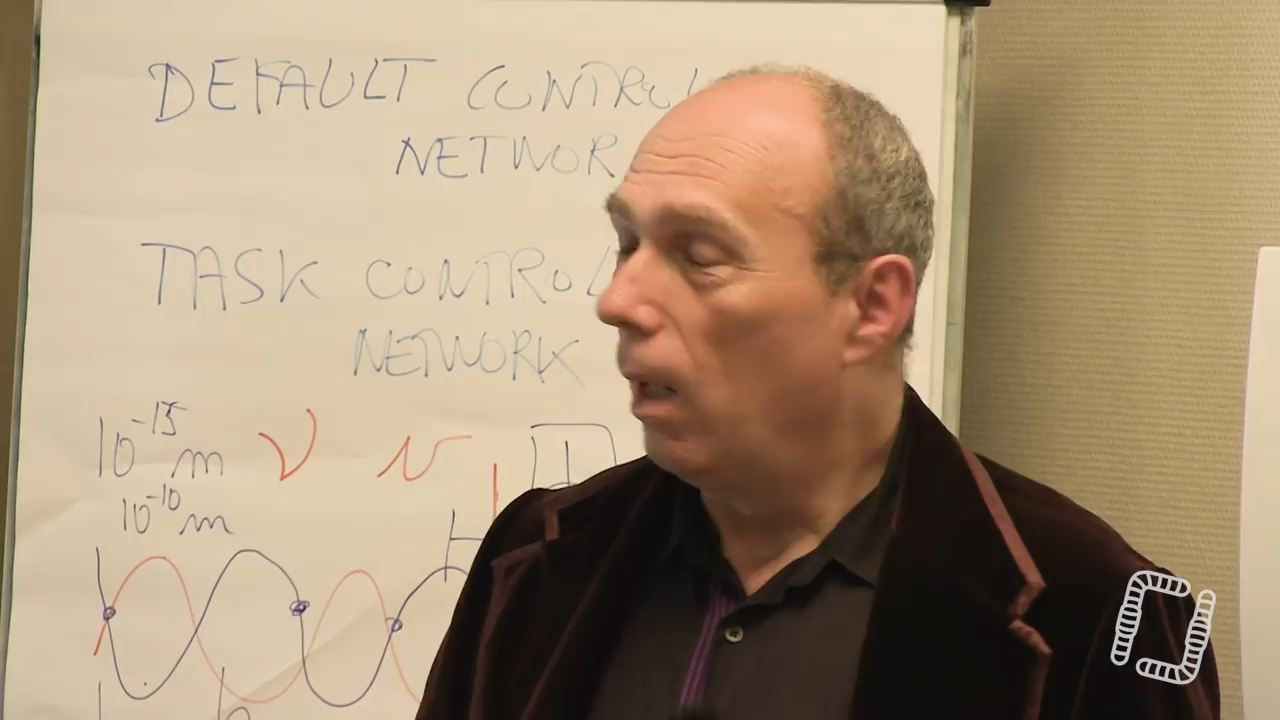 DEFAULT CONTROL
NETWOR
TASK CONTROL
NETWORK
10⁻¹⁵ m ν
10⁻¹⁰ m